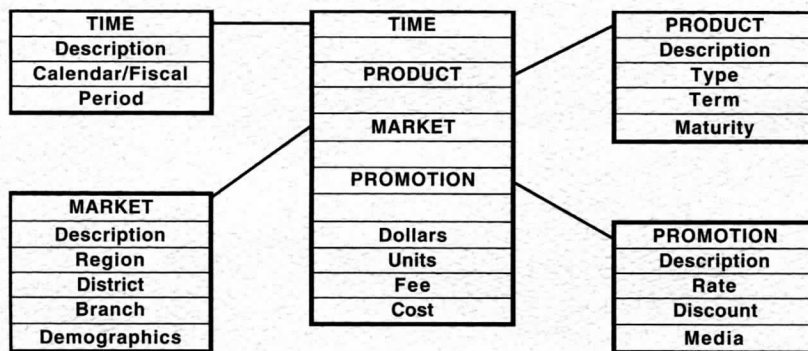 TIME
Description
Calendar/Fiscal
Period
MARKET
Description
Region
District
Branch
Demographics
TIME
PRODUCT
MARKET
PROMOTION
Dollars
Units
Fee
Cost
PRODUCT
Description
Type
Term
Maturity
PROMOTION
Description
Rate
Discount
Media